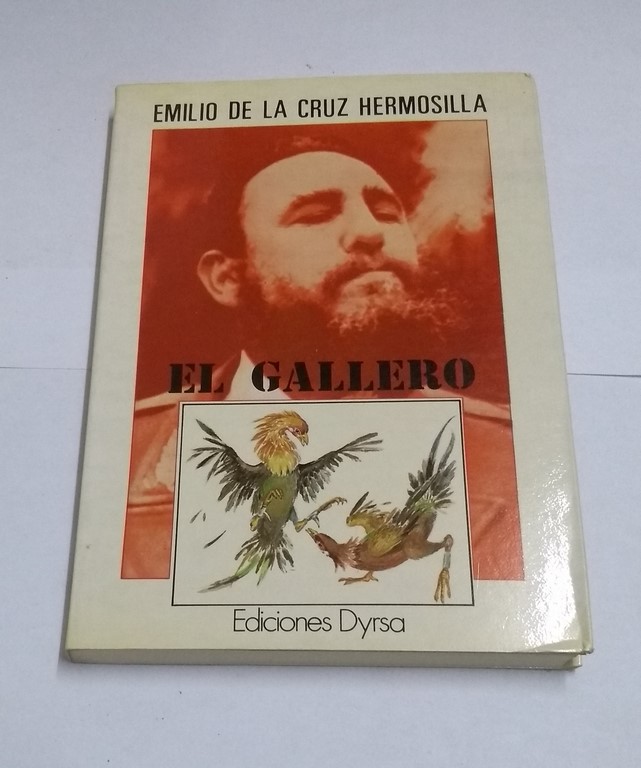 EMILIO DE LA CRUZ HERMOSILLA
EL GALLERO
Ediciones Dyrsa